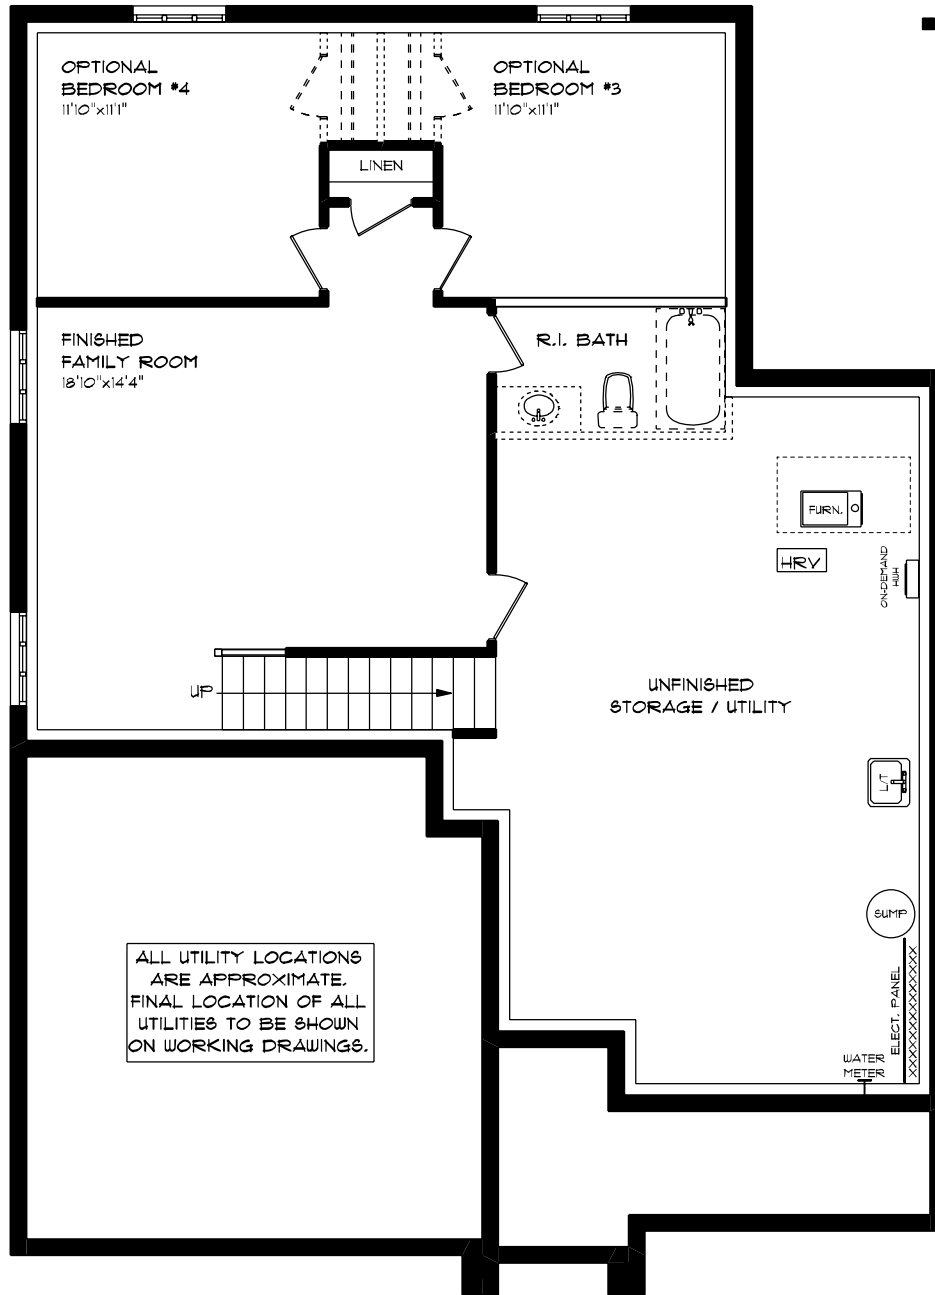 OPTIONAL
BEDROOM #4
11'10"x11'1"
OPTIONAL
BEDROOM #3
11'10"x11'1"
LINEN
FINISHED
FAMILY ROOM
18'10"x14'4"
R.I. BATH
FURN.
HRV
ON-DEMAND
HWH
UP
UNFINISHED
STORAGE / UTILITY
L/T
SUMP
ALL UTILITY LOCATIONS
ARE APPROXIMATE.
FINAL LOCATION OF ALL
UTILITIES TO BE SHOWN
ON WORKING DRAWINGS.
ELECT. PANEL
WATER
METER